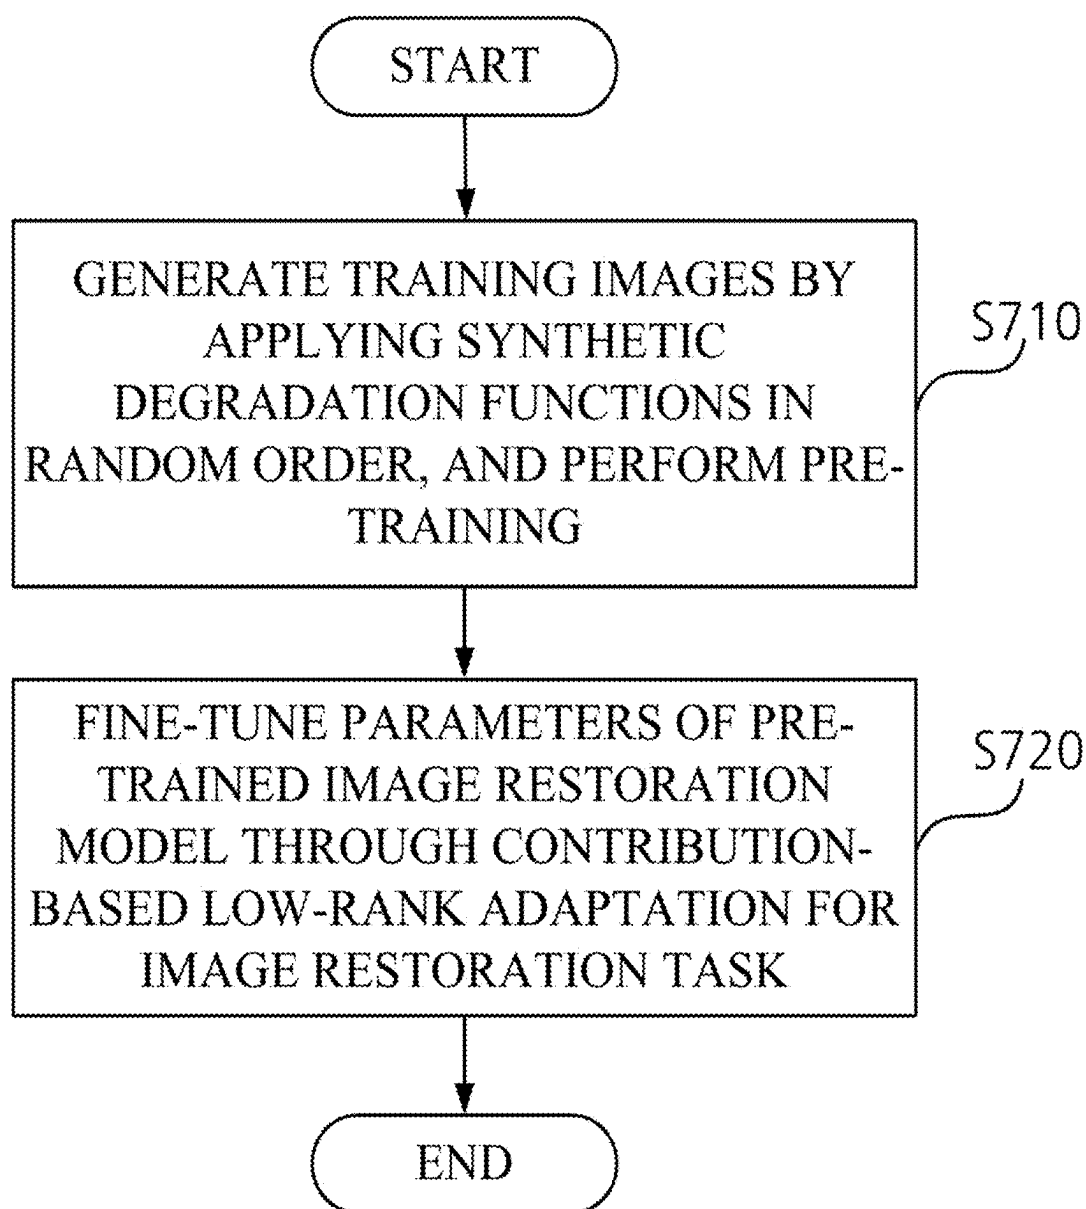 START
GENERATE TRAINING IMAGES BY
APPLYING SYNTHETIC
DEGRADATION FUNCTIONS IN
RANDOM ORDER, AND PERFORM PRE-
TRAINING
S710
FINE-TUNE PARAMETERS OF PRE-
TRAINED IMAGE RESTORATION
MODEL THROUGH CONTRIBUTION-
BASED LOW-RANK ADAPTATION FOR
IMAGE RESTORATION TASK
S720
END